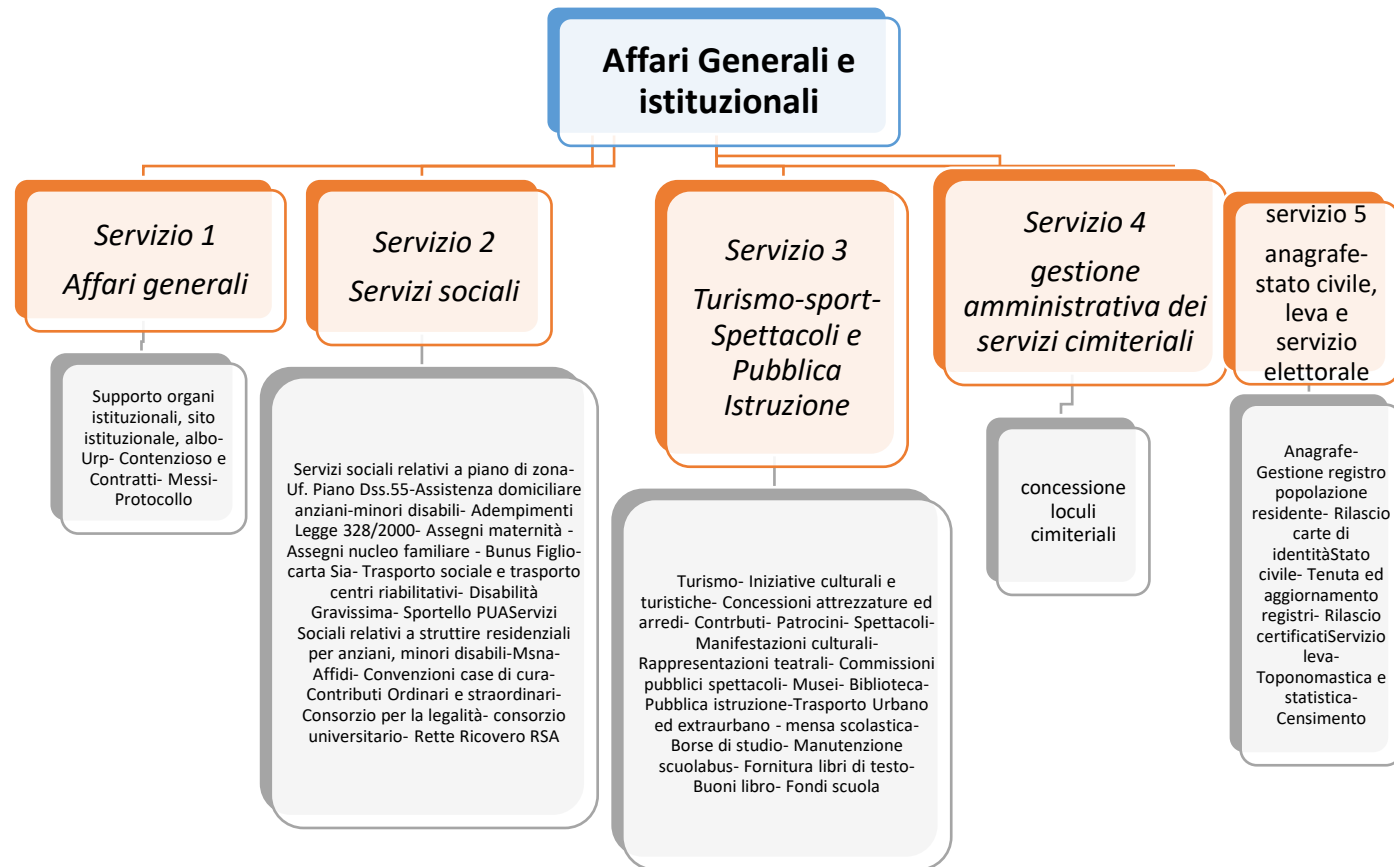 Affari Generali e
istituzionali
Servizio 1
Affari generali
Servizio 2
Servizi sociali
Servizio 3
Turismo-sport-
Spettacoli e
Pubblica
Istruzione
Servizio 4
gestione
amministrativa dei
servizi cimiteriali
servizio 5
anagrafe-
stato civile,
leva e
servizio
elettorale
Supporto organi
istituzionali, sito
istituzionale, albo-
Urp- Contenzioso e
Contratti- Messi-
Protocollo
Servizi sociali relativi a piano di zona-
Uf. Piano Dss.55-Assistenza domiciliare
anziani-minori disabili- Adempimenti
Legge 328/2000- Assegni maternità -
Assegni nucleo familiare - Bunus Figlio-
carta Sia- Trasporto sociale e trasporto
centri riabilitativi- Disabilità
Gravissima- Sportello PUAServizi
Sociali relativi a struttire residenziali
per anziani, minori disabili-Msna-
Affidi- Convenzioni case di cura-
Contributi Ordinari e straordinari-
Consorzio per la legalità- consorzio
universitario- Rette Ricovero RSA
Turismo- Iniziative culturali e
turistiche- Concessioni attrezzature ed
arredi- Contrbuti- Patrocini- Spettacoli-
Manifestazioni culturali-
Rappresentazioni teatrali- Commissioni
pubblici spettacoli- Musei- Biblioteca-
Pubblica istruzione-Trasporto Urbano
ed extraurbano - mensa scolastica-
Borse di studio- Manutenzione
scuolabus- Fornitura libri di testo-
Buoni libro- Fondi scuola
concessione
loculi
cimiteriali
Anagrafe-
Gestione registro
popolazione
residente- Rilascio
carte di
identitàStato
civile- Tenuta ed
aggiornamento
registri- Rilascio
certificatiServizio
leva-
Toponomastica e
statistica-
Censimento